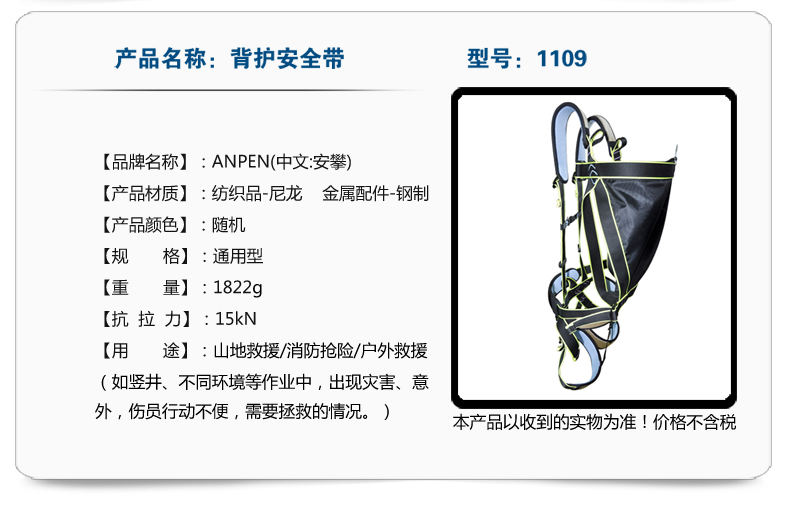 产品名称：背护安全带
型号：1109
【品牌名称】：ANPEN(中文:安攀)
【产品材质】：纺织品-尼龙 金属配件-钢制
【产品颜色】：随机
【规 格】：通用型
【重 量】：1822g
【抗 拉 力】：15kN
【用 途】：山地救援/消防抢险/户外救援
（如竖井、不同环境等作业中，出现灾害、意
外，伤员行动不便，需要拯救的情况。）
本产品以收到的实物为准！价格不含税